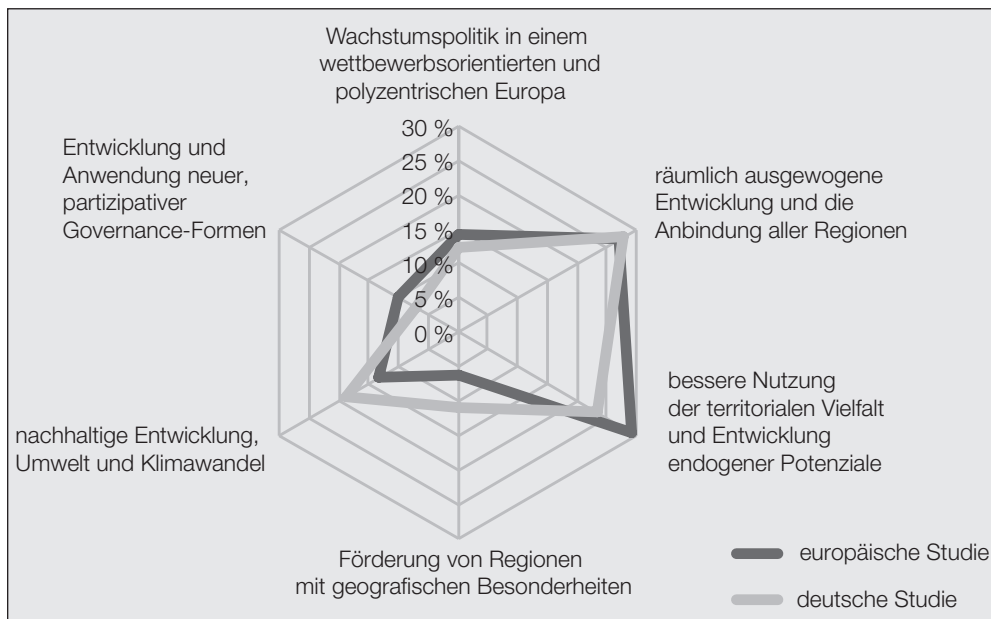 Wachstumspolitik in einem
wettbewerbsorientierten und
polyzentrischen Europa
30 %
25 %
20 %
15 %
10 %
5 %
0 %
Entwicklung und
Anwendung neuer,
partizipativer
Governance-Formen
räumlich ausgewogene
Entwicklung und die
Anbindung aller Regionen
bessere Nutzung
der territorialen Vielfalt
und Entwicklung
endogener Potenziale
nachhaltige Entwicklung,
Umwelt und Klimawandel
Förderung von Regionen
mit geografischen Besonderheiten
europäische Studie
deutsche Studie